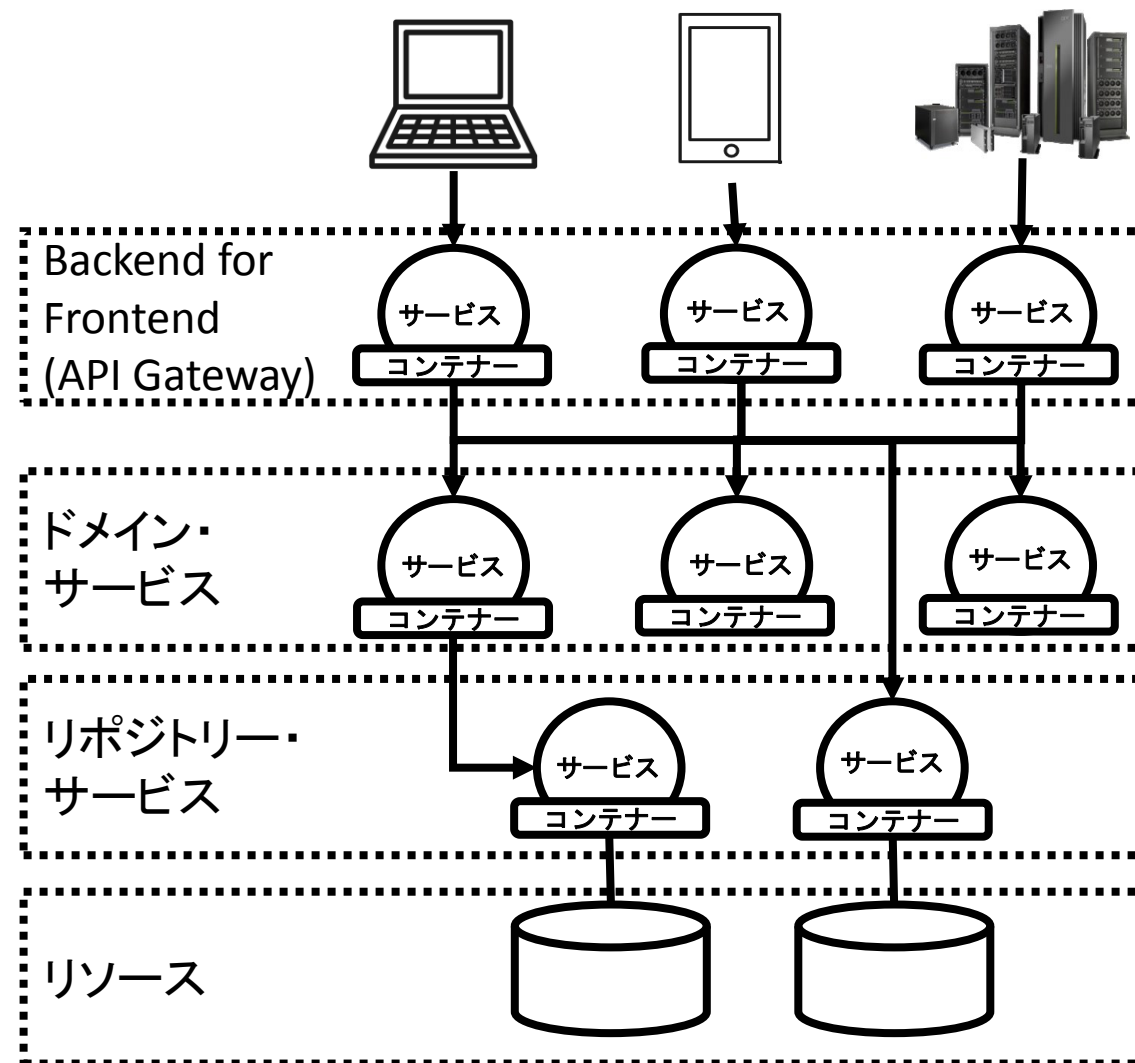 Backend for
Frontend
(API Gateway)
サービス
コンテナー
サービス
コンテナー
サービス
コンテナー
ドメイン・
サービス
サービス
コンテナー
サービス
コンテナー
サービス
コンテナー
リポジトリー・
サービス
サービス
コンテナー
サービス
コンテナー
リソース